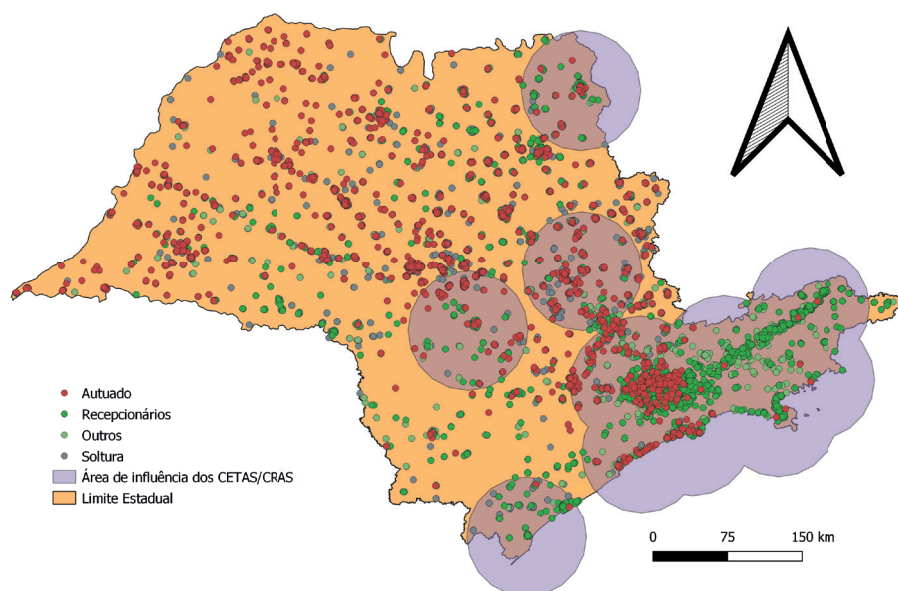 Autuado
Recepcionários
Outros
Soltura
Área de influência dos CETAS/CRAS
Limite Estadual
0 75 150 km